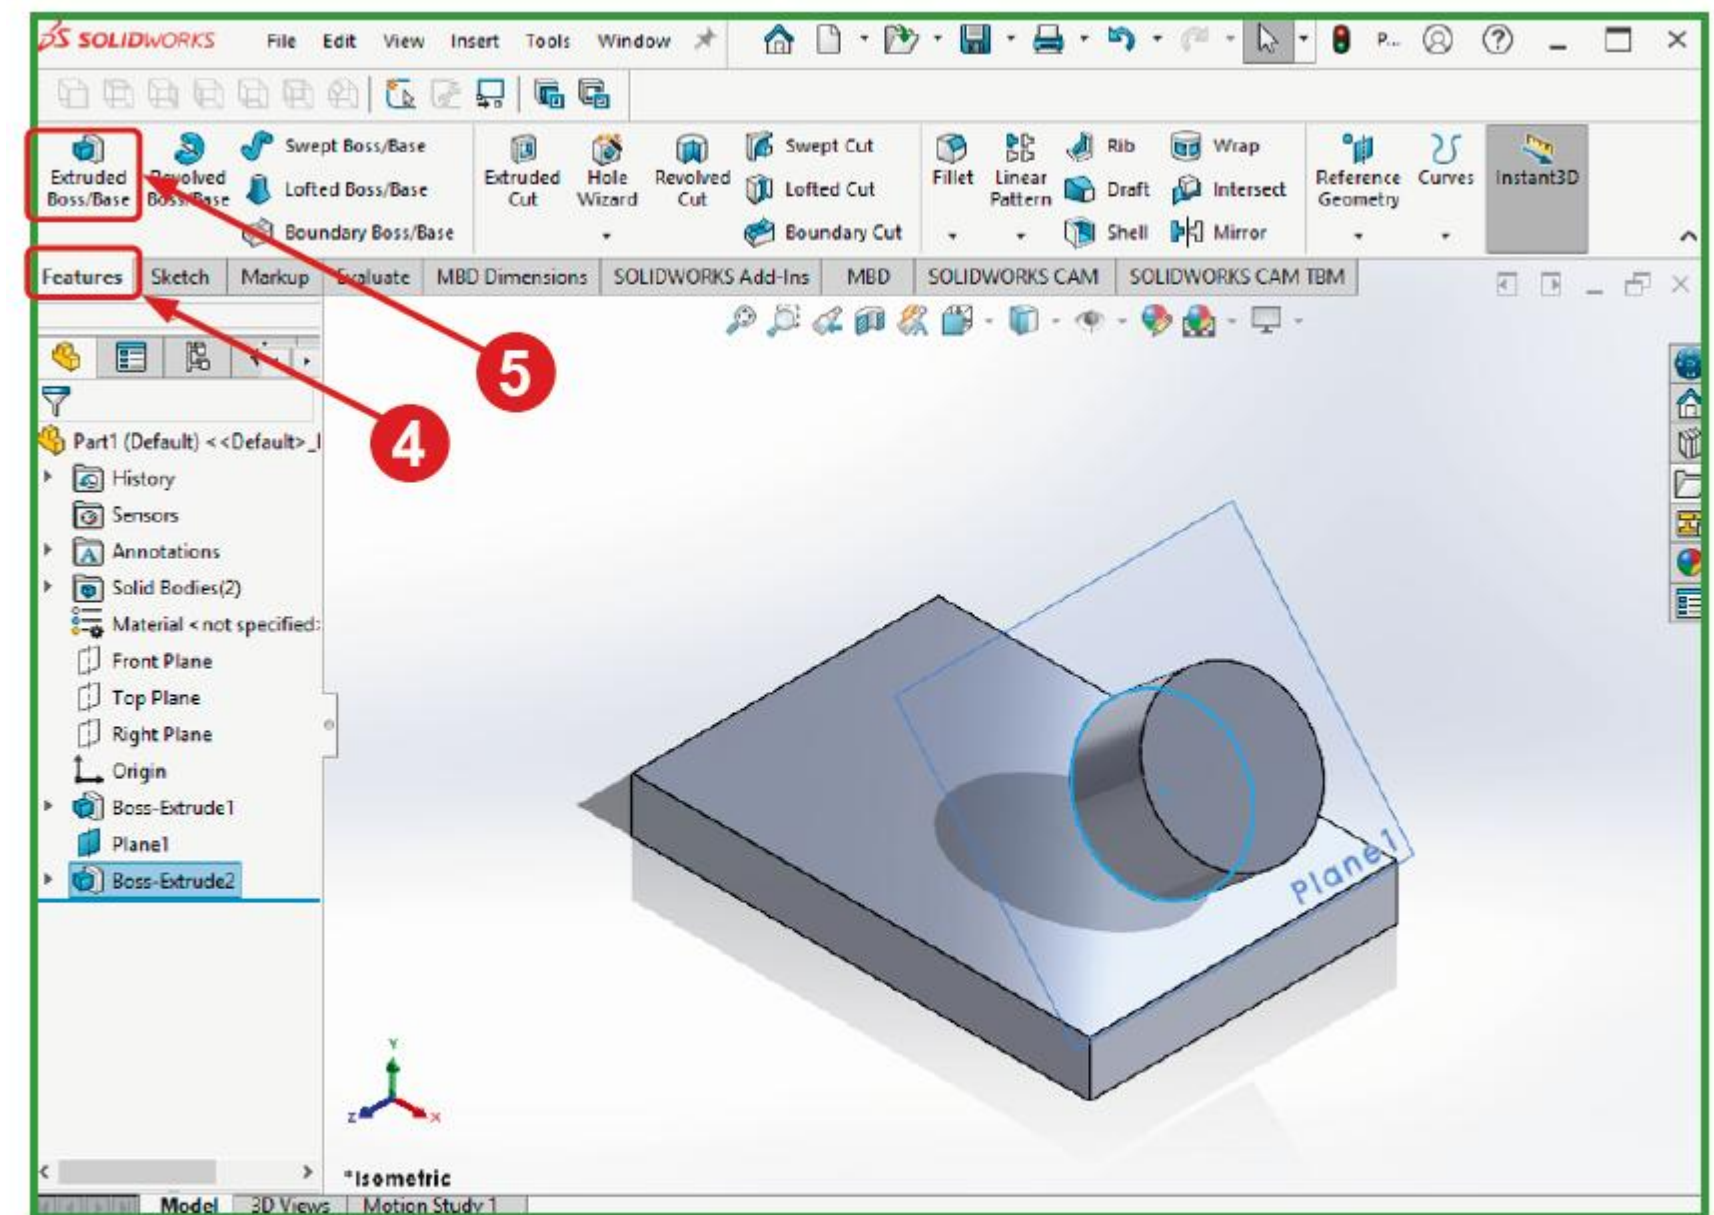 SOLIDWORKS File Edit View Insert Tools Window P...
Extruded Boss/Base
Revolved Boss/Base
Swept Boss/Base
Lofted Boss/Base
Boundary Boss/Base
Extruded Cut
Hole Wizard
Revolved Cut
Swept Cut
Lofted Cut
Boundary Cut
Fillet
Linear Pattern
Rib
Draft
Shell
Wrap
Intersect
Mirror
Reference Geometry
Curves
Instant3D
Features Sketch Markup Evaluate MBD Dimensions SOLIDWORKS Add-Ins MBD SOLIDWORKS CAM SOLIDWORKS CAM TBM
5
4
Part1 (Default) <<Default>_
History
Sensors
Annotations
Solid Bodies(2)
Material <not specified>
Front Plane
Top Plane
Right Plane
Origin
Boss-Extrude1
Plane1
Boss-Extrude2
Plane1
Y
Z
X
*Isometric
Model 3D Views Motion Study 1